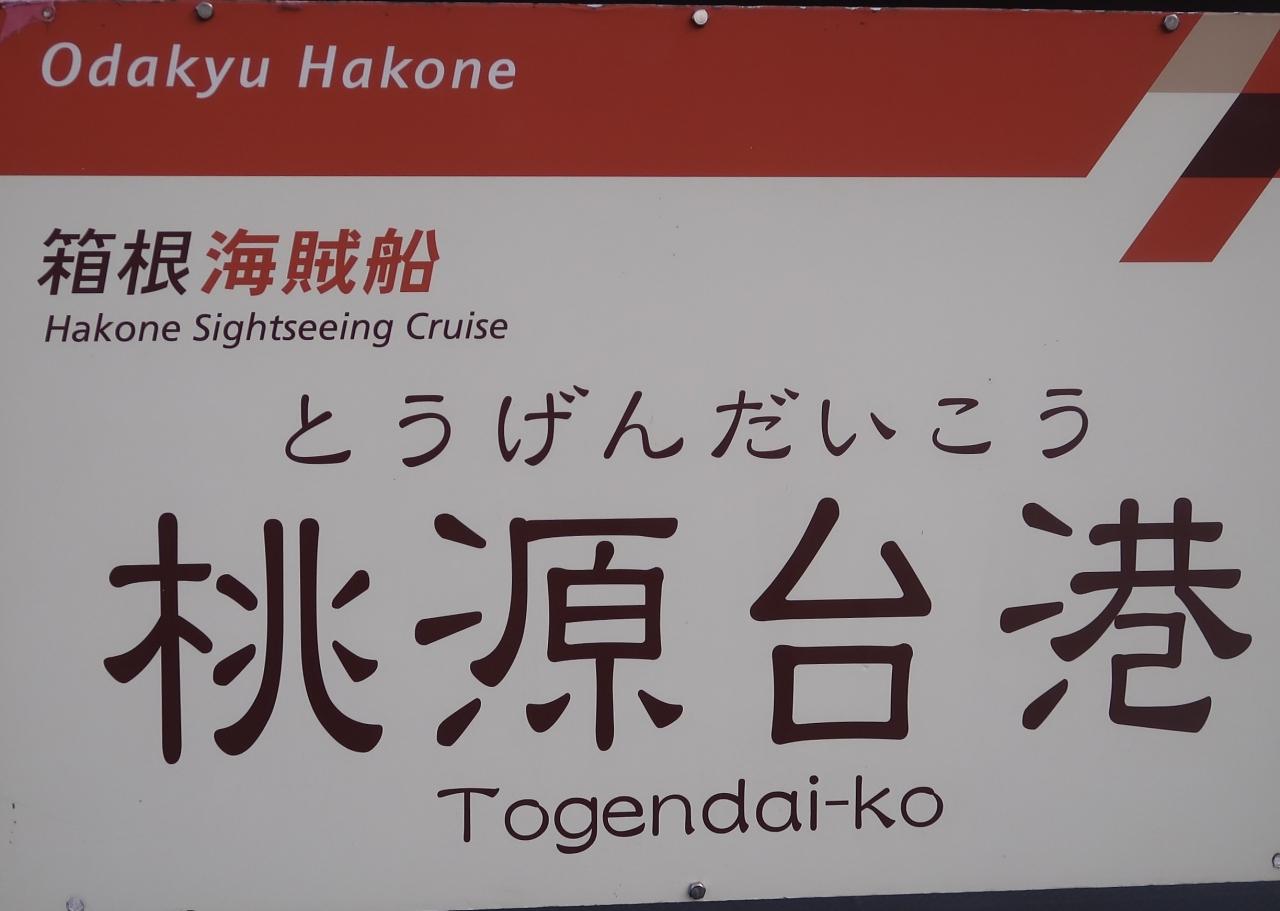 Odakyu Hakone
箱根海賊船
Hakone Sightseeing Cruise
とうげんだいこう
桃源台港
Togendai-ko